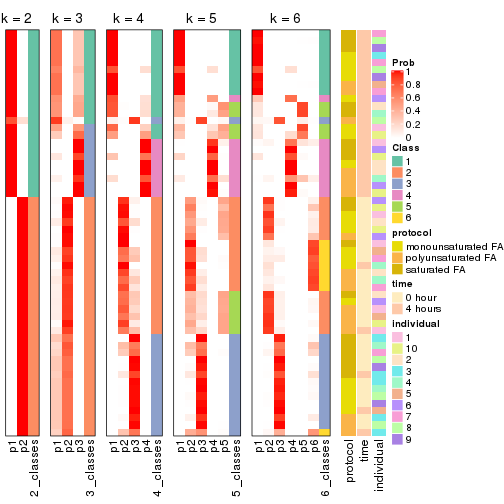 k = 2
k = 3
k = 4
k = 5
k = 6
p1
p2
2_classes
p1
p2
p3
3_classes
p1
p2
p3
p4
4_classes
p1
p2
p3
p4
p5
5_classes
p1
p2
p3
p4
p5
p6
6_classes
protocol
time
individual
Prob
1
0.8
0.6
0.4
0.2
0
Class
1
2
3
4
5
6
protocol
monounsaturated FA
polyunsaturated FA
saturated FA
time
0 hour
4 hours
individual
1
10
2
3
4
5
6
7
8
9